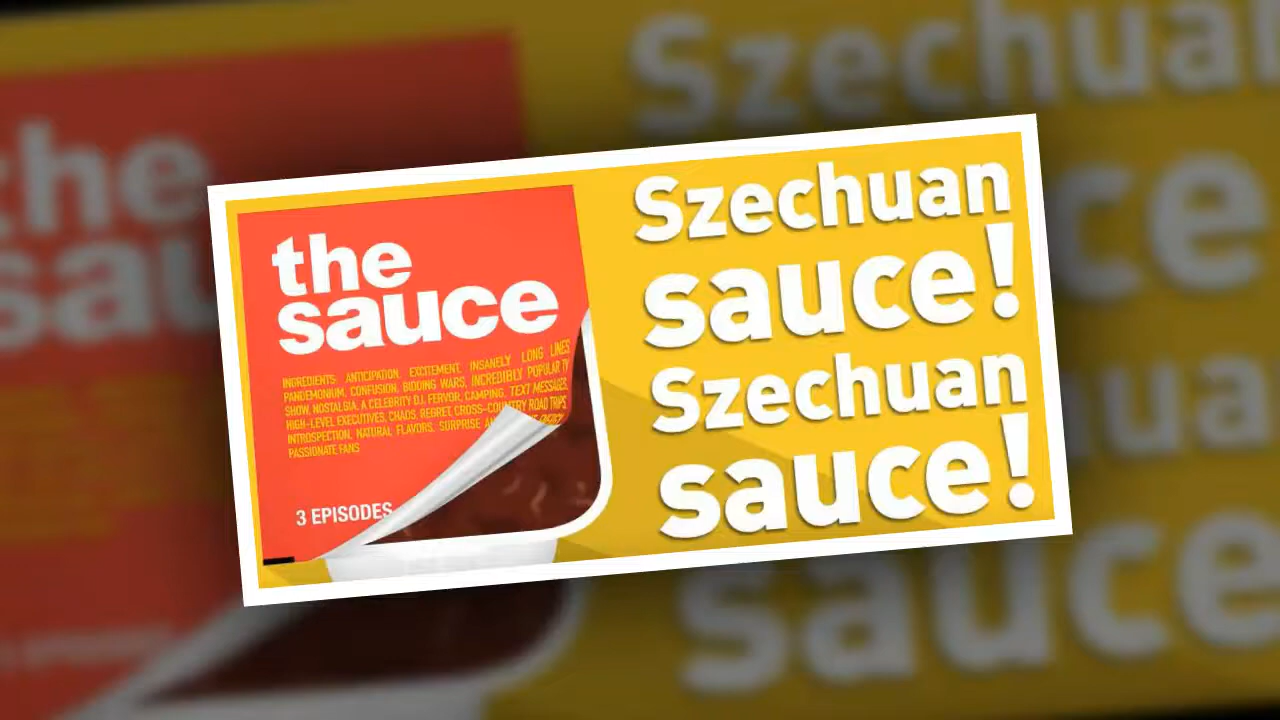 the
sauce
INGREDIENTS: ANTICIPATION, EXCITEMENT, INSANELY LONG LINES
PANDEMONIUM, CONFUSION, BIDDING WARS, INCREDIBLY POPULAR TV
SHOW, NOSTALGIA, A CELEBRITY DJ, FERVOR, CAMPING, TEXT MESSAGES,
HIGH-LEVEL EXECUTIVES, CHAOS, REGRET, CROSS-COUNTRY ROAD TRIPS
INTROSPECTION, NATURAL FLAVORS, SURPRISE
PASSIONATE FANS
3 EPISODES
Szechuan
sauce!
Szechuan
sauce!